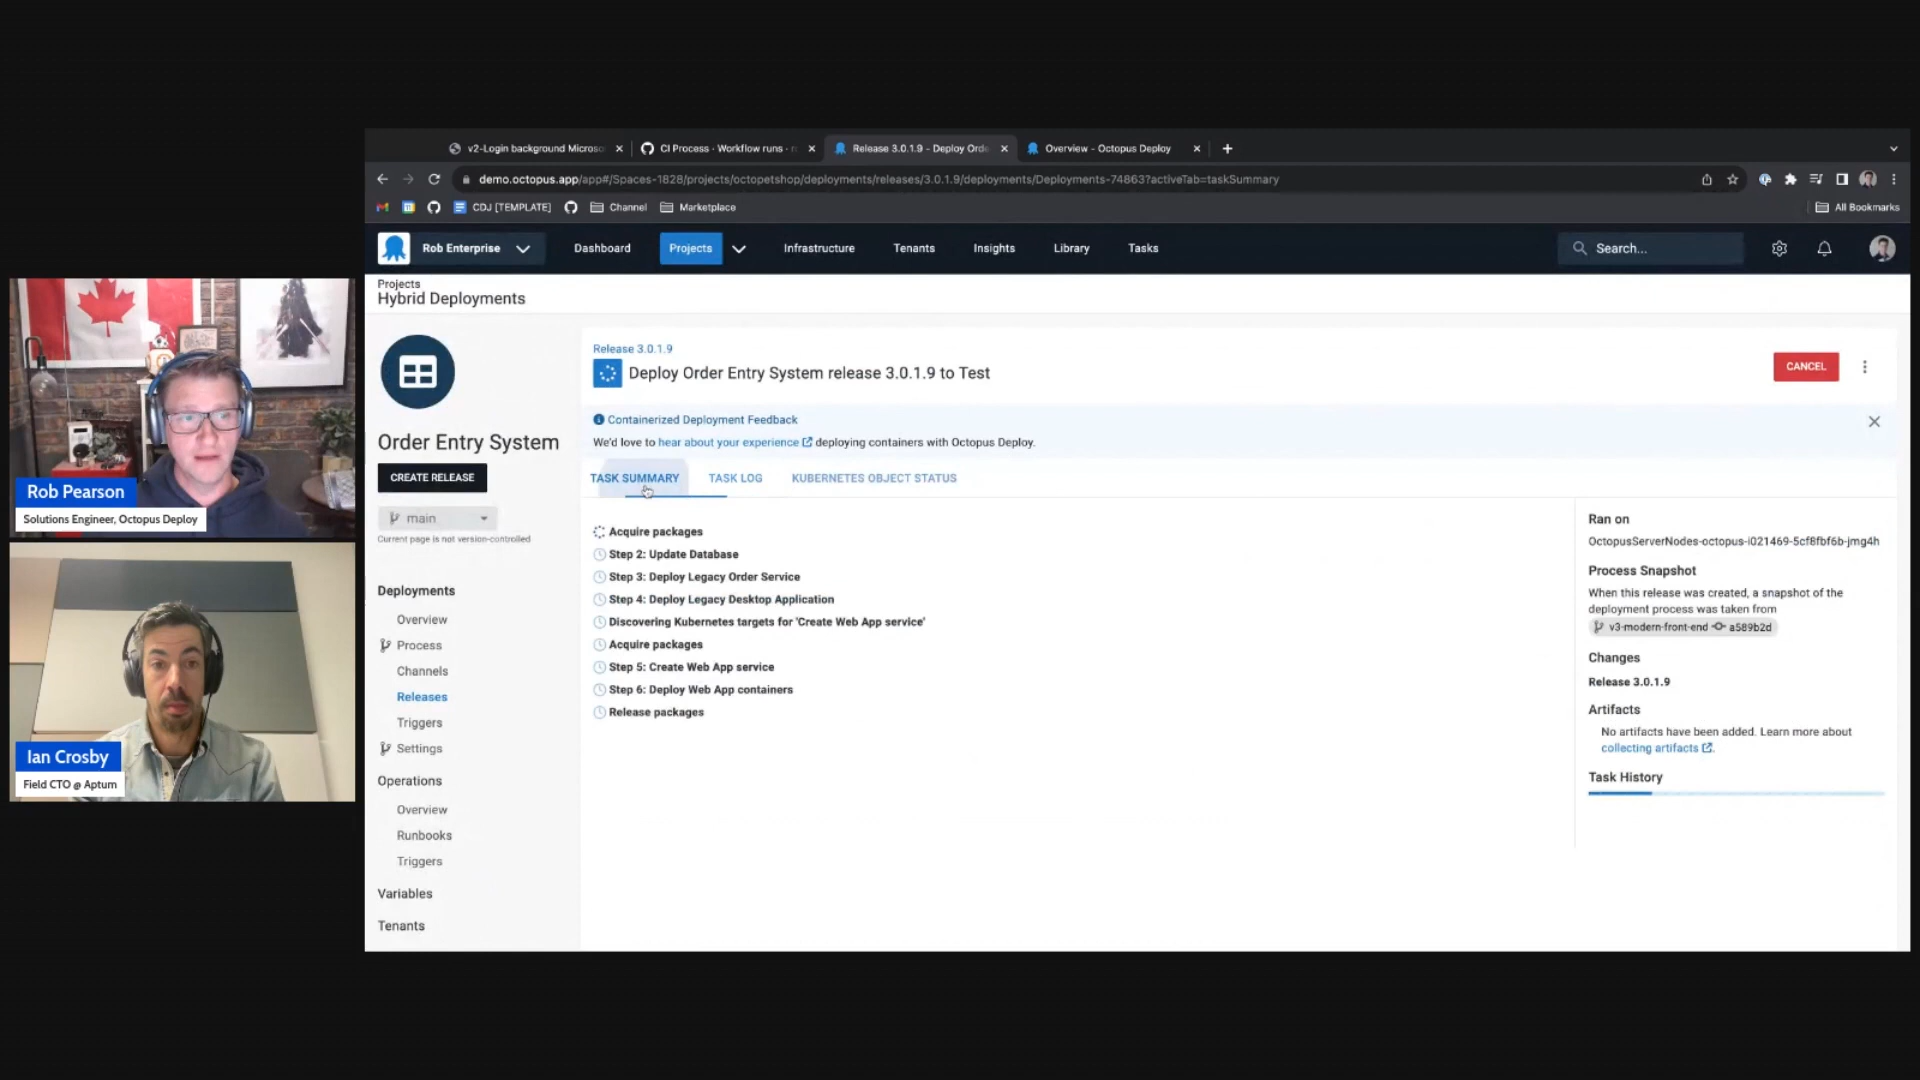 v2-Login background Microso
CI Process · Workflow runs ·
Release 3.0.1.9 - Deploy Orde
Overview - Octopus Deploy
demo.octopus.app/app#/Spaces-1828/projects/octopetshop/deployments/releases/3.0.1.9/deployments/Deployments-74863?activeTab=taskSummary
CDJ [TEMPLATE]
Channel
Marketplace
All Bookmarks
Rob Enterprise
Dashboard
Projects
Infrastructure
Tenants
Insights
Library
Tasks
Search...
Projects
Hybrid Deployments
Order Entry System
CREATE RELEASE
main
Current page is not version-controlled
Deployments
Overview
Process
Channels
Releases
Triggers
Settings
Operations
Overview
Runbooks
Triggers
Variables
Tenants
Release 3.0.1.9
Deploy Order Entry System release 3.0.1.9 to Test
CANCEL
Containerized Deployment Feedback
We'd love to hear about your experience deploying containers with Octopus Deploy.
TASK SUMMARY
TASK LOG
KUBERNETES OBJECT STATUS
Acquire packages
Step 2: Update Database
Step 3: Deploy Legacy Order Service
Step 4: Deploy Legacy Desktop Application
Discovering Kubernetes targets for 'Create Web App service'
Acquire packages
Step 5: Create Web App service
Step 6: Deploy Web App containers
Release packages
Ran on
OctopusServerNodes-octopus-i021469-5cf8fbf6b-jmg4h
Process Snapshot
When this release was created, a snapshot of the
deployment process was taken from
v3-modern-front-end a589b2d
Changes
Release 3.0.1.9
Artifacts
No artifacts have been added. Learn more about
collecting artifacts.
Task History
Rob Pearson
Solutions Engineer, Octopus Deploy
Ian Crosby
Field CTO @ Aptum